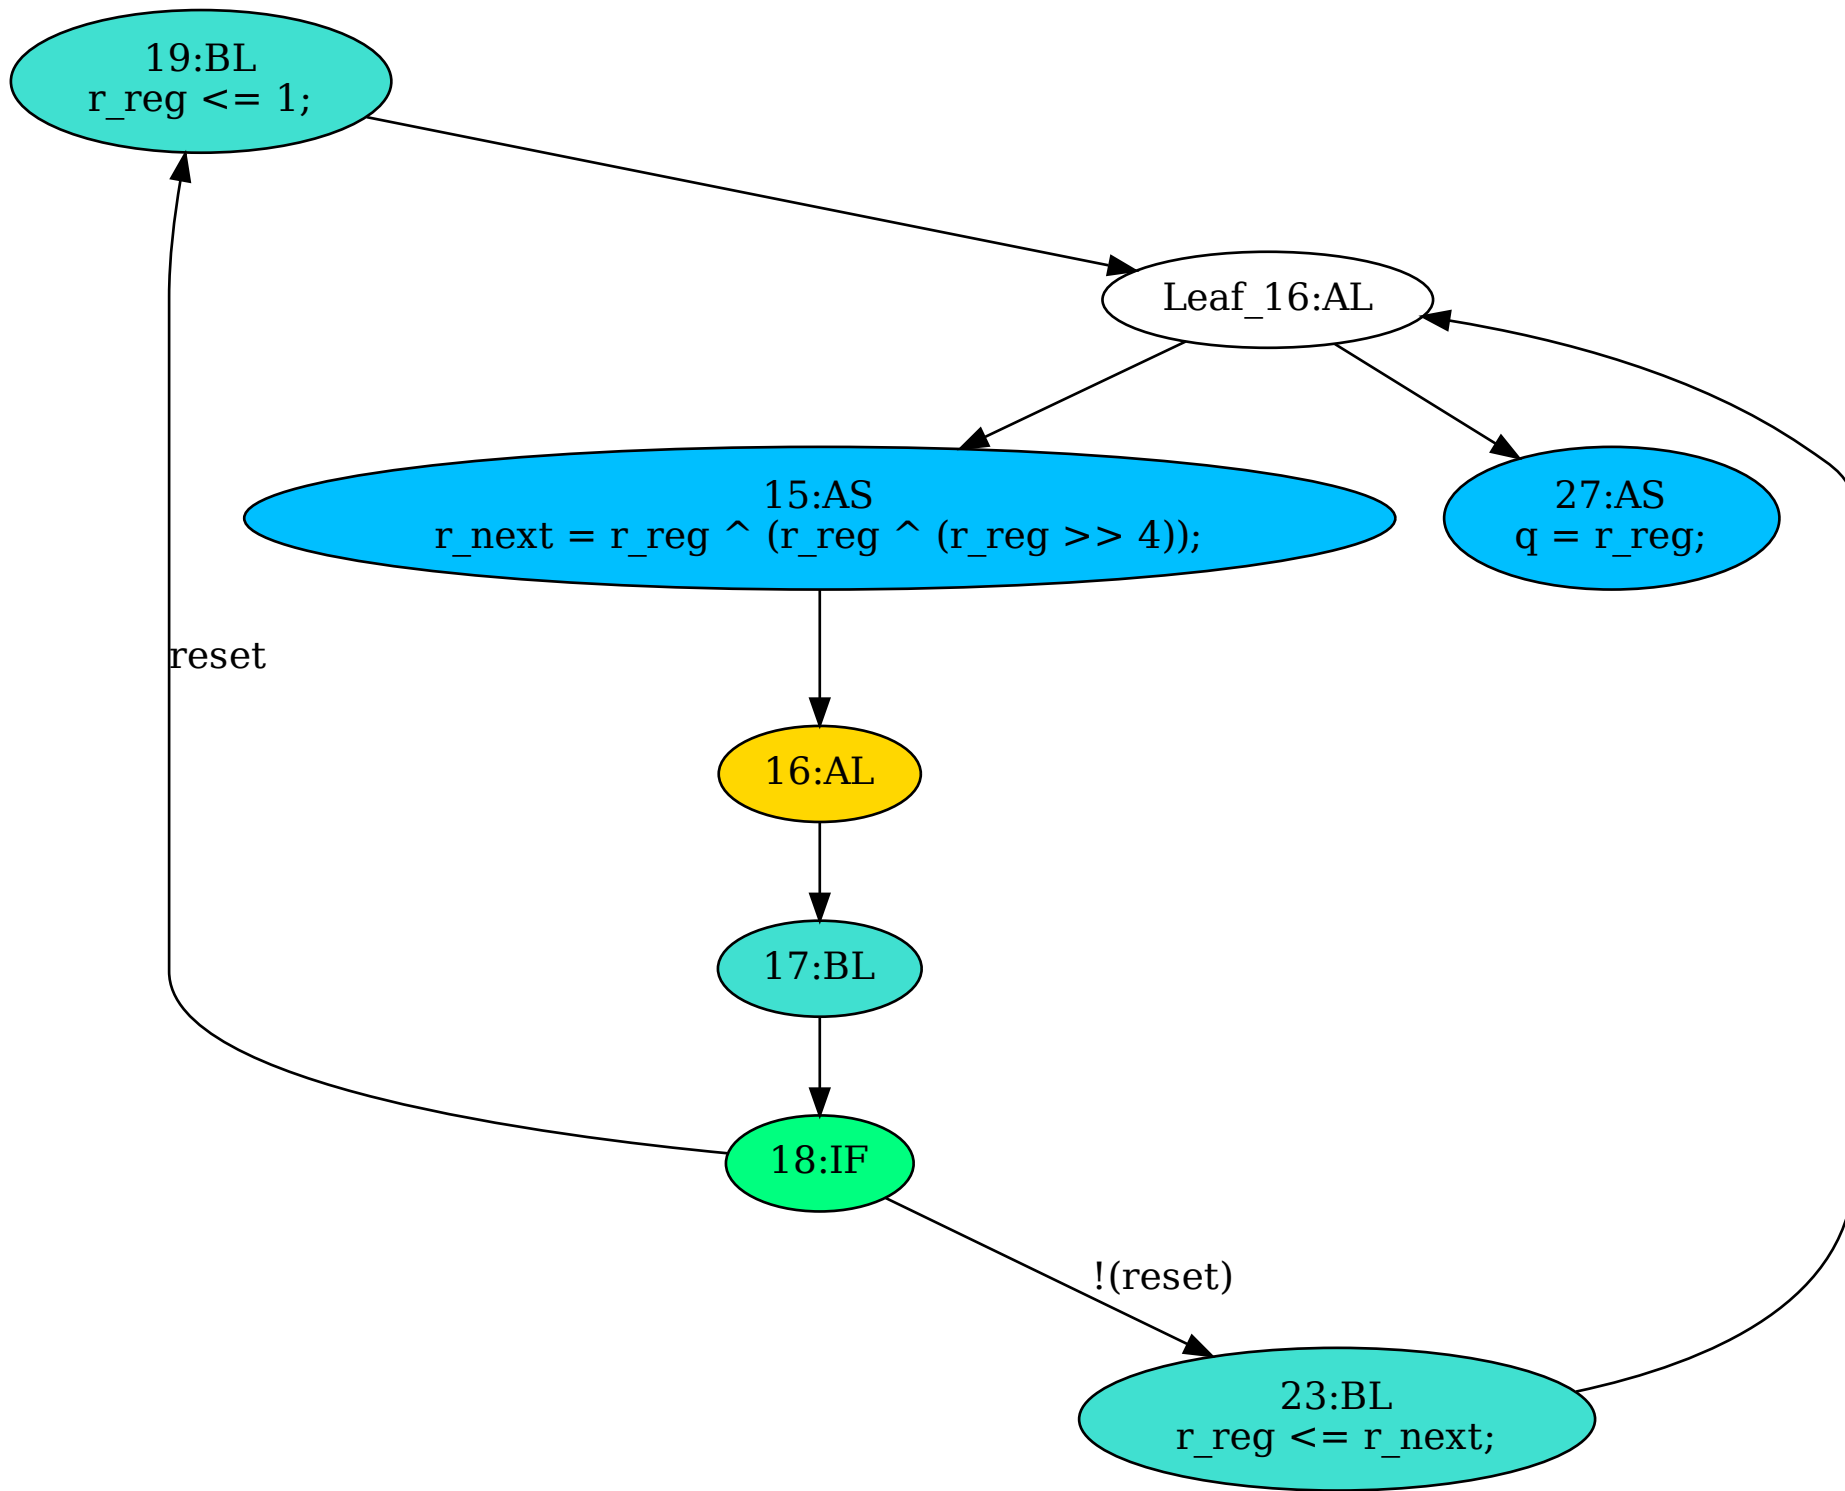 19:BL
r_reg <= 1;
Leaf_16:AL
15:AS
r_next = r_reg ^ (r_reg ^ (r_reg >> 4));
27:AS
q = r_reg;
reset
16:AL
17:BL
18:IF
!(reset)
23:BL
r_reg <= r_next;